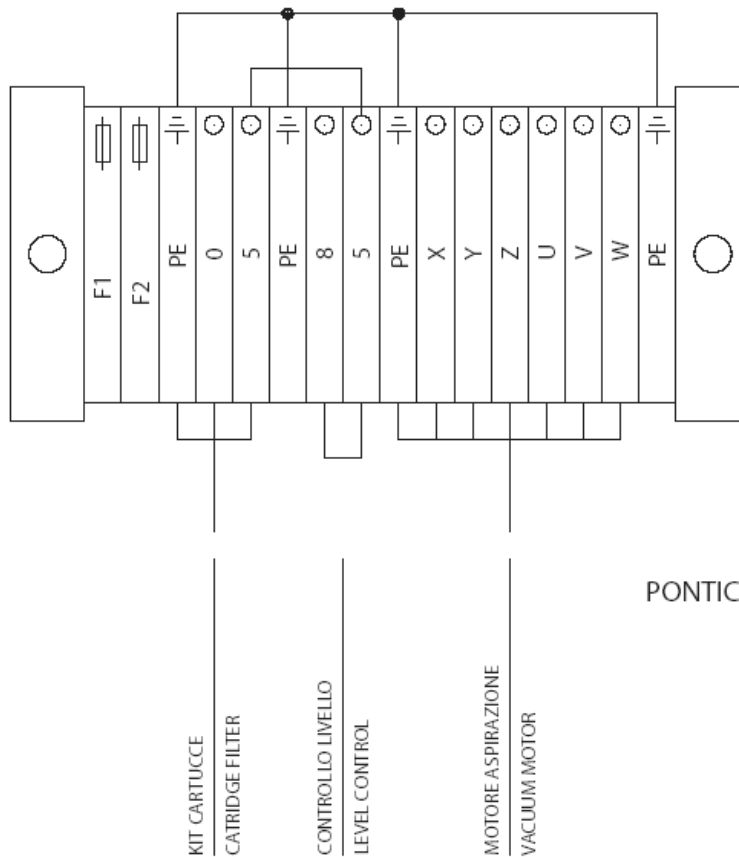 F1
F2
PE
0
5
PE
8
5
PE
X
Y
Z
U
V
W
PE
PONTIC
KIT CARTUCCE
CATRIDGE FILTER
CONTROLLO LIVELLO
LEVEL CONTROL
MOTORE ASPIRAZIONE
VACUUM MOTOR